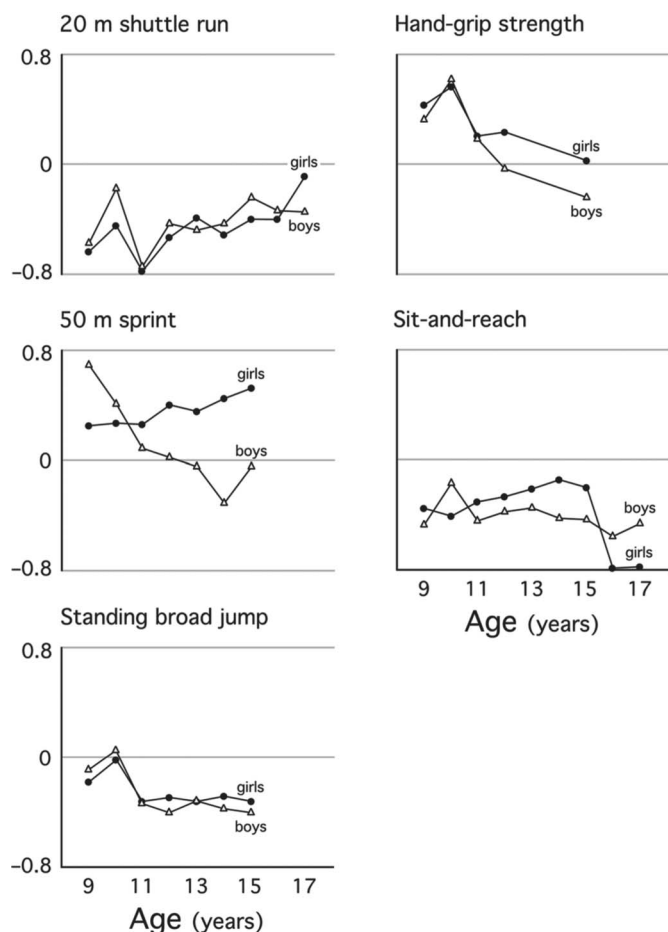 20 m shuttle run
0.8
0
–0.8
girls
boys
Hand-grip strength
girls
boys
50 m sprint
0.8
0
–0.8
girls
boys
Sit-and-reach
boys
girls
9 11 13 15 17
Age (years)
Standing broad jump
0.8
0
–0.8
girls
boys
9 11 13 15 17
Age (years)